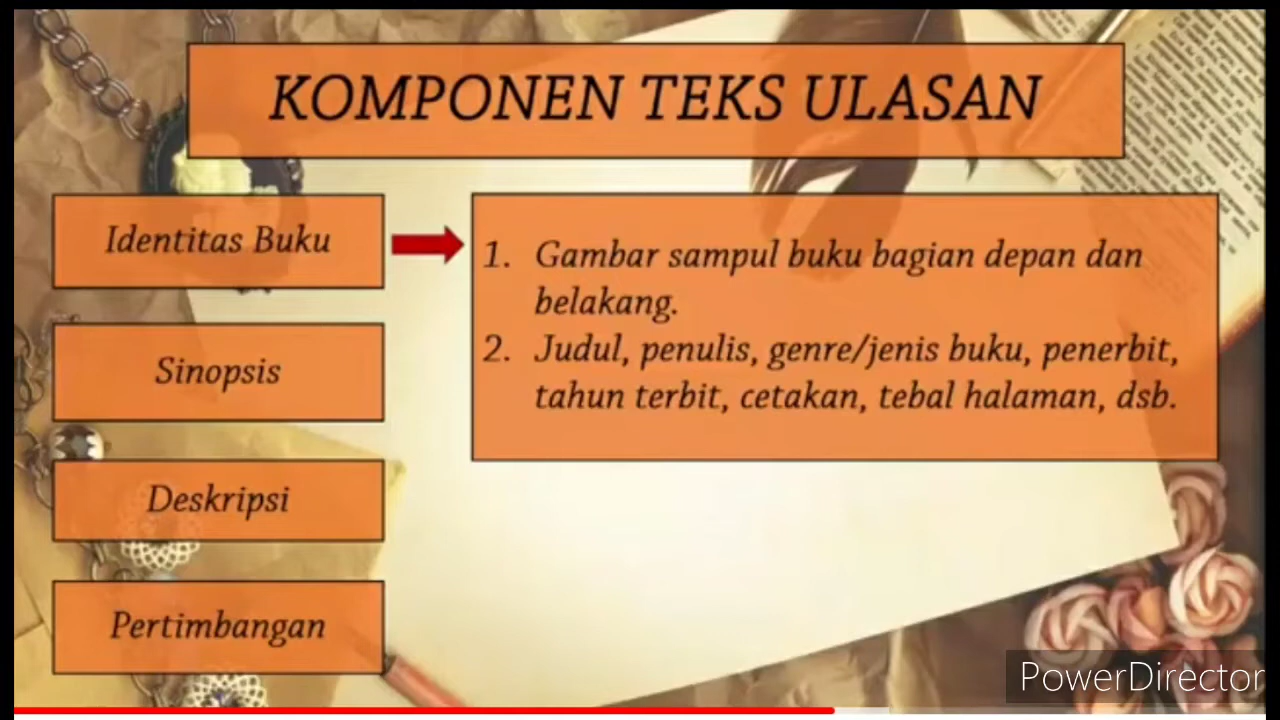 KOMPONEN TEKS ULASAN
Identitas Buku
1. Gambar sampul buku bagian depan dan
belakang.
2. Judul, penulis, genre/jenis buku, penerbit,
tahun terbit, cetakan, tebal halaman, dsb.
Sinopsis
Deskripsi
Pertimbangan
PowerDirector